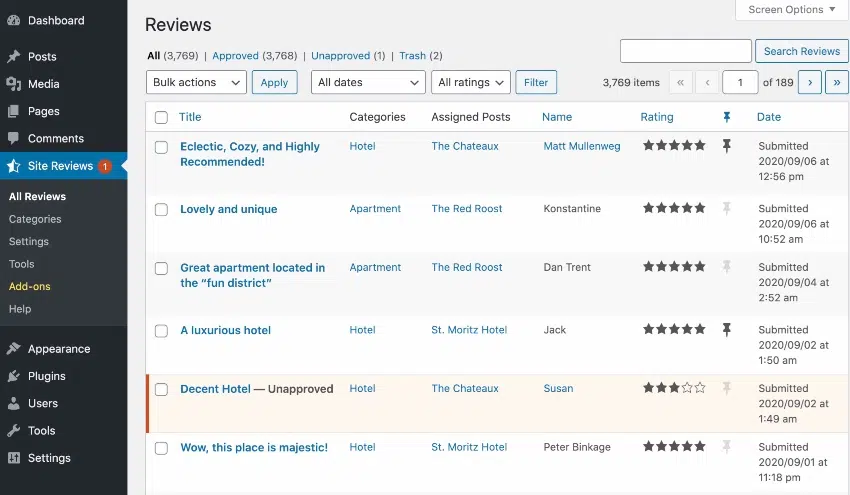 Dashboard
Posts
Media
Pages
Comments
Site Reviews 1
All Reviews
Categories
Settings
Tools
Add-ons
Help
Appearance
Plugins
Users
Tools
Settings
Screen Options ▼
Reviews
All (3,769) | Approved (3,768) | Unapproved (1) | Trash (2)
Search Reviews
Bulk actions Apply All dates All ratings Filter 3,769 items « ‹ 1 of 189 › »
Title Categories Assigned Posts Name Rating Date
Eclectic, Cozy, and Highly Hotel The Chateaux Matt Mullenweg ★★★★★ Submitted
Recommended! 2020/09/06 at
12:56 pm
Lovely and unique Apartment The Red Roost Konstantine ★★★★★ Submitted
2020/09/06 at
10:52 am
Great apartment located in Apartment The Red Roost Dan Trent ★★★★★ Submitted
the “fun district” 2020/09/04 at
2:52 am
A luxurious hotel Hotel St. Moritz Hotel Jack ★★★★★ Submitted
2020/09/02 at
1:50 am
Decent Hotel — Unapproved Hotel The Chateaux Susan ★★★☆☆ Submitted
2020/09/02 at
1:49 am
Wow, this place is majestic! Hotel St. Moritz Hotel Peter Binkage ★★★★★ Submitted
2020/09/01 at
11:18 pm